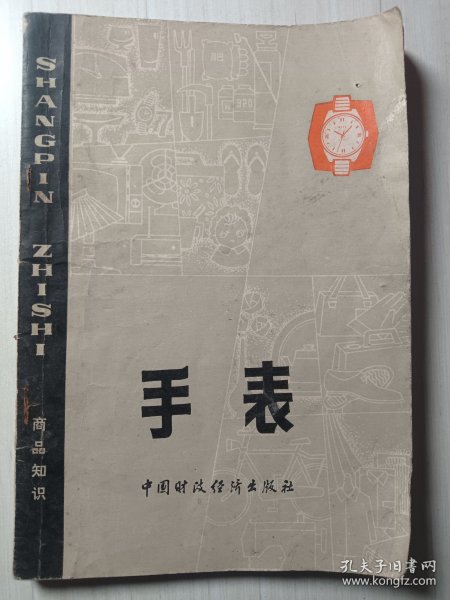 SHANGPIN ZHISHI
商品知识
手表
中国财政经济出版社
孔夫子旧书网
www.kongfz.com